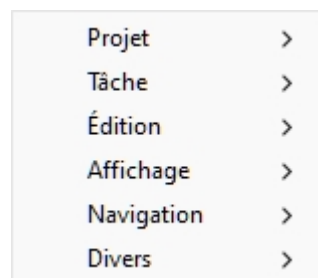 Projet
Tâche
Édition
Affichage
Navigation
Divers